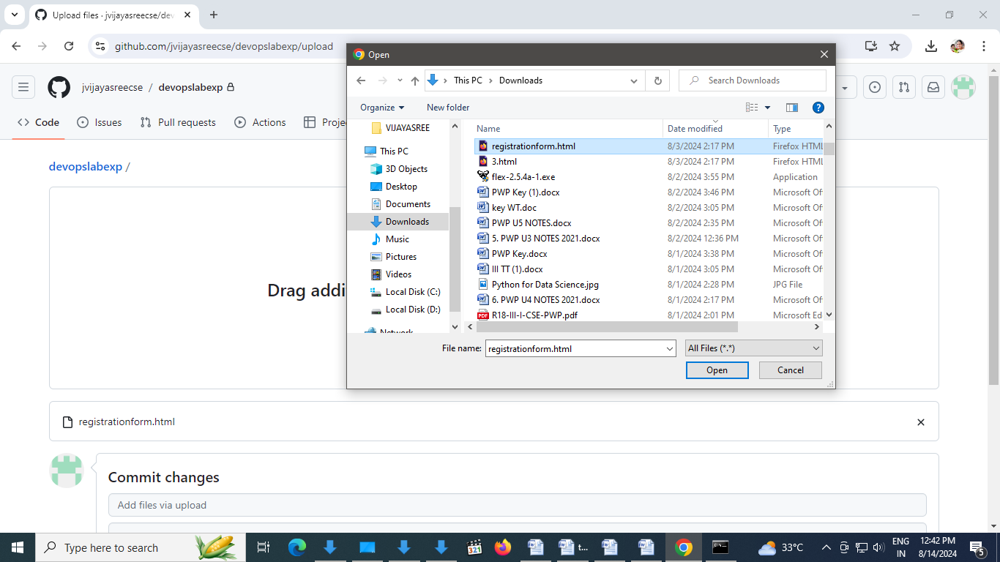 Upload files · jvijayasreecse/dev
github.com/jvijayasreecse/devopslabexp/upload
jvijayasreecse / devopslabexp
Code Issues Pull requests Actions Proje
devopslabexp /
Drag addi
Open
This PC Downloads
Search Downloads
Organize New folder
VIJAYASREE
This PC
3D Objects
Desktop
Documents
Downloads
Music
Pictures
Videos
Local Disk (C:)
Local Disk (D:)
Network
Name Date modified Type
registrationform.html 8/3/2024 2:17 PM Firefox HTML
3.html 8/3/2024 2:17 PM Firefox HTML
flex-2.5.4a-1.exe 8/2/2024 3:55 PM Application
PWP Key (1).docx 8/2/2024 3:46 PM Microsoft Of
key WT.doc 8/2/2024 3:05 PM Microsoft Of
PWP U5 NOTES.docx 8/2/2024 2:35 PM Microsoft Of
5. PWP U3 NOTES 2021.docx 8/2/2024 12:36 PM Microsoft Of
PWP Key.docx 8/1/2024 3:38 PM Microsoft Of
III TT (1).docx 8/1/2024 3:05 PM Microsoft Of
Python for Data Science.jpg 8/1/2024 2:28 PM JPG File
6. PWP U4 NOTES 2021.docx 8/1/2024 2:17 PM Microsoft Of
R18-III-I-CSE-PWP.pdf 8/1/2024 2:01 PM Microsoft Ed
File name: registrationform.html All Files (*.*)
Open Cancel
registrationform.html
Commit changes
Add files via upload
Type here to search
321
t...
33°C
ENG
IN
12:42 PM
8/14/2024
5